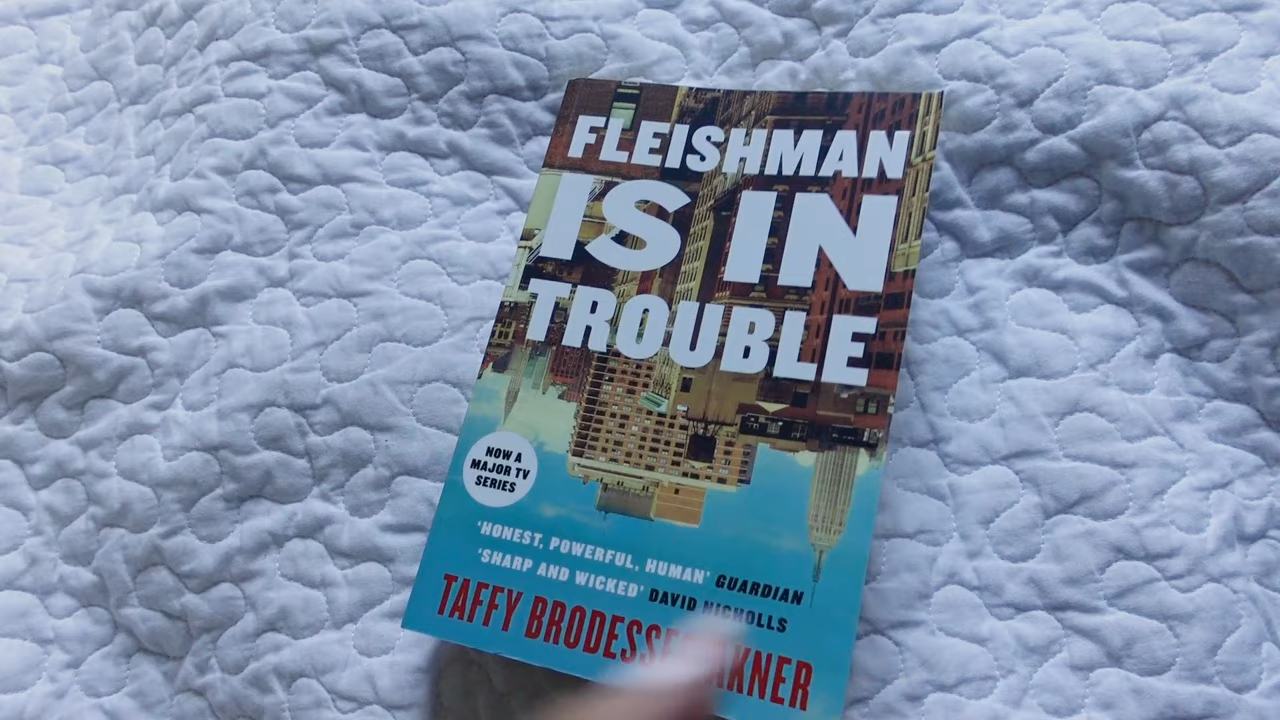 FLEISHMAN
IS IN
TROUBLE
NOW A
MAJOR TV
SERIES
'HONEST, POWERFUL, HUMAN' GUARDIAN
'SHARP AND WICKED' DAVID NICHOLLS
TAFFY